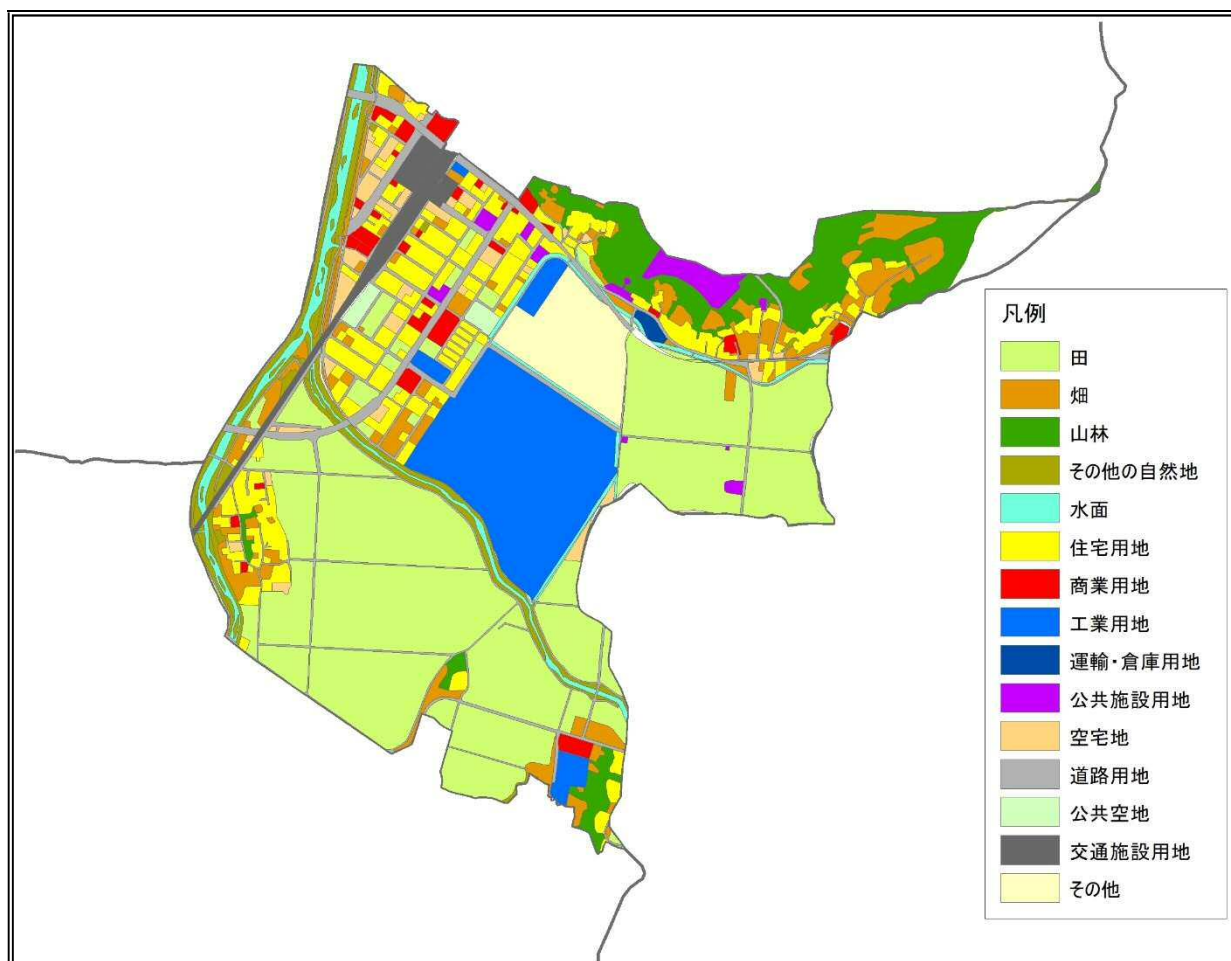 凡例
田
畑
山林
その他の自然地
水面
住宅用地
商業用地
工業用地
運輸・倉庫用地
公共施設用地
空宅地
道路用地
公共空地
交通施設用地
その他